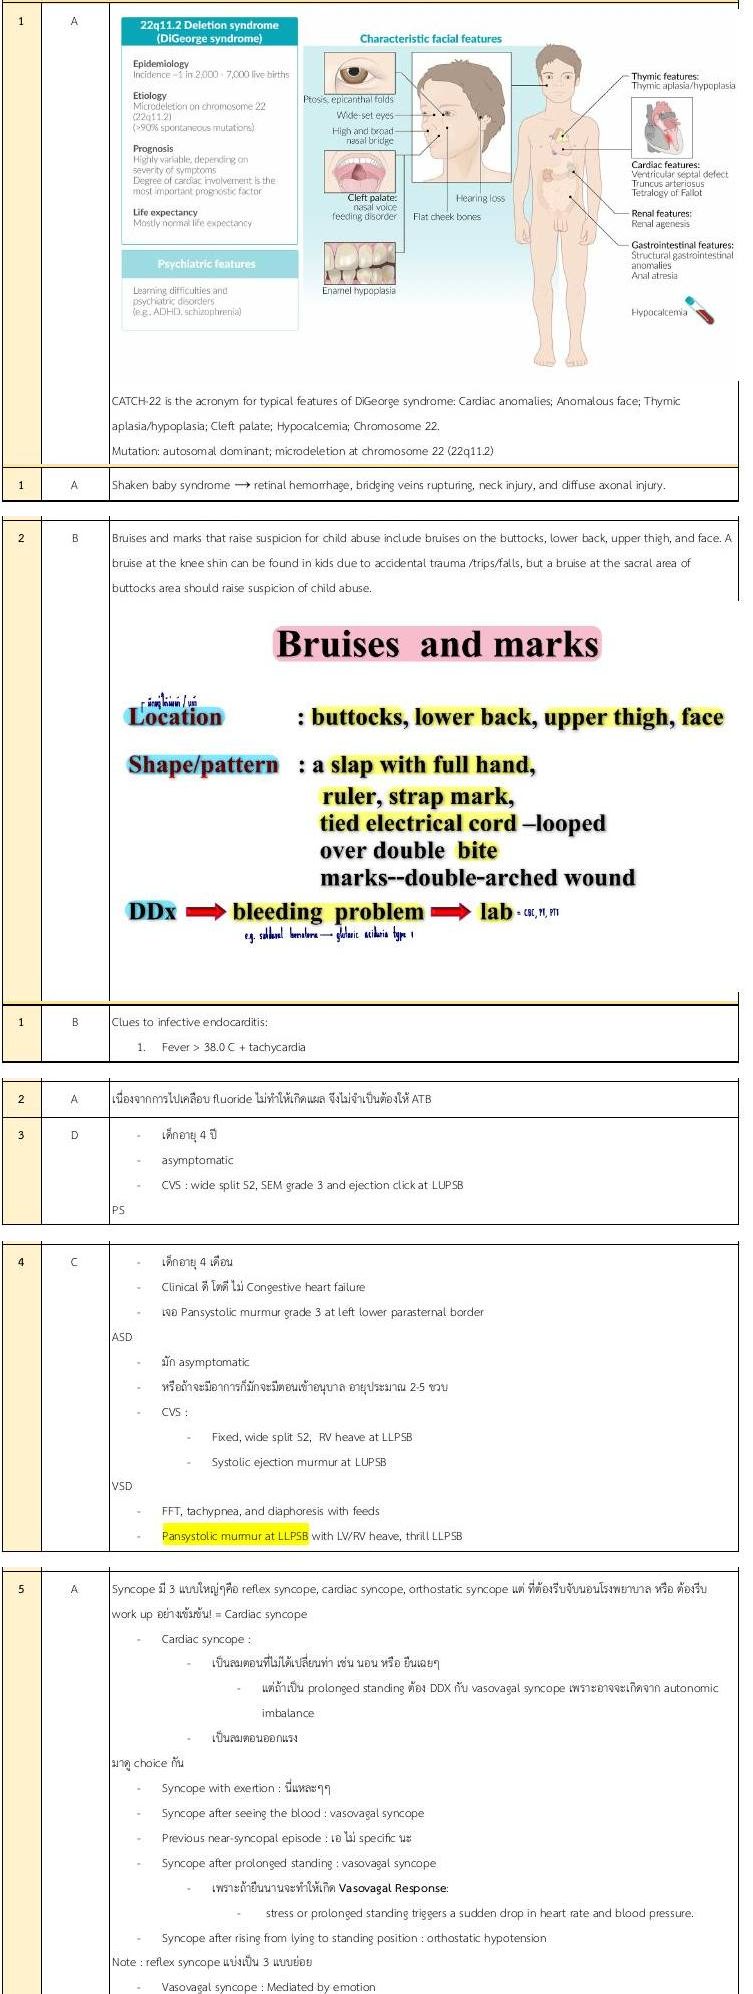 1 A
22q11.2 Deletion syndrome
(DiGeorge syndrome)
Epidemiology
Incidence ~1 in 2,000 - 7,000 live births
Etiology
Microdeletion on chromosome 22
(22q11.2)
(>90% spontaneous mutations)
Prognosis
Highly variable, depending on
severity of symptoms
Degree of cardiac involvement is the
most important prognostic factor
Life expectancy
Mostly normal life expectancy
Psychiatric features
Learning difficulties and
psychiatric disorders
(e.g., ADHD, schizophrenia)
Characteristic facial features
Ptosis, epicanthal folds
Wide-set eyes
High and broad
nasal bridge
Cleft palate:
nasal voice
feeding disorder
Hearing loss
Flat cheek bones
Enamel hypoplasia
Thymic features:
Thymic aplasia/hypoplasia
Cardiac features:
Ventricular septal defect
Truncus arteriosus
Tetralogy of Fallot
Renal features:
Renal agenesis
Gastrointestinal features:
Structural gastrointestinal
anomalies
Anal atresia
Hypocalcemia
CATCH-22 is the acronym for typical features of DiGeorge syndrome: Cardiac anomalies; Anomalous face; Thymic
aplasia/hypoplasia; Cleft palate; Hypocalcemia; Chromosome 22.
Mutation: autosomal dominant; microdeletion at chromosome 22 (22q11.2)
1 A Shaken baby syndrome → retinal hemorrhage, bridging veins rupturing, neck injury, and diffuse axonal injury.
2 B Bruises and marks that raise suspicion for child abuse include bruises on the buttocks, lower back, upper thigh, and face. A
bruise at the knee shin can be found in kids due to accidental trauma /trips/falls, but a bruise at the sacral area of
buttocks area should raise suspicion of child abuse.
Bruises and marks
Location : buttocks, lower back, upper thigh, face
Shape/pattern : a slap with full hand,
ruler, strap mark,
tied electrical cord –looped
over double bite
marks--double-arched wound
DDx → bleeding problem → lab = CBC, PT, PTT
e.g. subdural hematoma → glutaric aciduria type 1
1 B Clues to infective endocarditis:
1. Fever > 38.0 C + tachycardia
2 A เนื่องจากการไปเคลือบ fluoride ไม่ทำให้เกิดแผล จึงไม่จำเป็นต้องให้ ATB
3 D - เด็กอายุ 4 ปี
- asymptomatic
- CVS : wide split S2, SEM grade 3 and ejection click at LUPSB
PS
4 C - เด็กอายุ 4 เดือน
- Clinical ดี โตดี ไม่ Congestive heart failure
- เจอ Pansystolic murmur grade 3 at left lower parasternal border
ASD
- มัก asymptomatic
- หรือถ้าจะมีอาการก็มักจะมีตอนเข้าอนุบาล อายุประมาณ 2-5 ขวบ
- CVS :
- Fixed, wide split S2, RV heave at LLPSB
- Systolic ejection murmur at LUPSB
VSD
- FFT, tachypnea, and diaphoresis with feeds
- Pansystolic murmur at LLPSB with LV/RV heave, thrill LLPSB
5 A Syncope มี 3 แบบใหญ่ๆคือ reflex syncope, cardiac syncope, orthostatic syncope แต่ ที่ต้องรีบจับนอนโรงพยาบาล หรือ ต้องรีบ
work up อย่างเข้มข้น! = Cardiac syncope
- Cardiac syncope :
- เป็นลมตอนที่ไม่ได้เปลี่ยนท่า เช่น นอน หรือ ยืนเฉยๆ
- แต่ถ้าเป็น prolonged standing ต้อง DDX กับ vasovagal syncope เพราะอาจจะเกิดจาก autonomic
imbalance
- เป็นลมตอนออกแรง
มาดู choice กัน
- Syncope with exertion : นี่แหละๆๆ
- Syncope after seeing the blood : vasovagal syncope
- Previous near-syncopal episode : เอ ไม่ specific นะ
- Syncope after prolonged standing : vasovagal syncope
- เพราะถ้ายืนนานจะทำให้เกิด Vasovagal Response:
- stress or prolonged standing triggers a sudden drop in heart rate and blood pressure.
- Syncope after rising from lying to standing position : orthostatic hypotension
Note : reflex syncope แบ่งเป็น 3 แบบย่อย
- Vasovagal syncope : Mediated by emotion